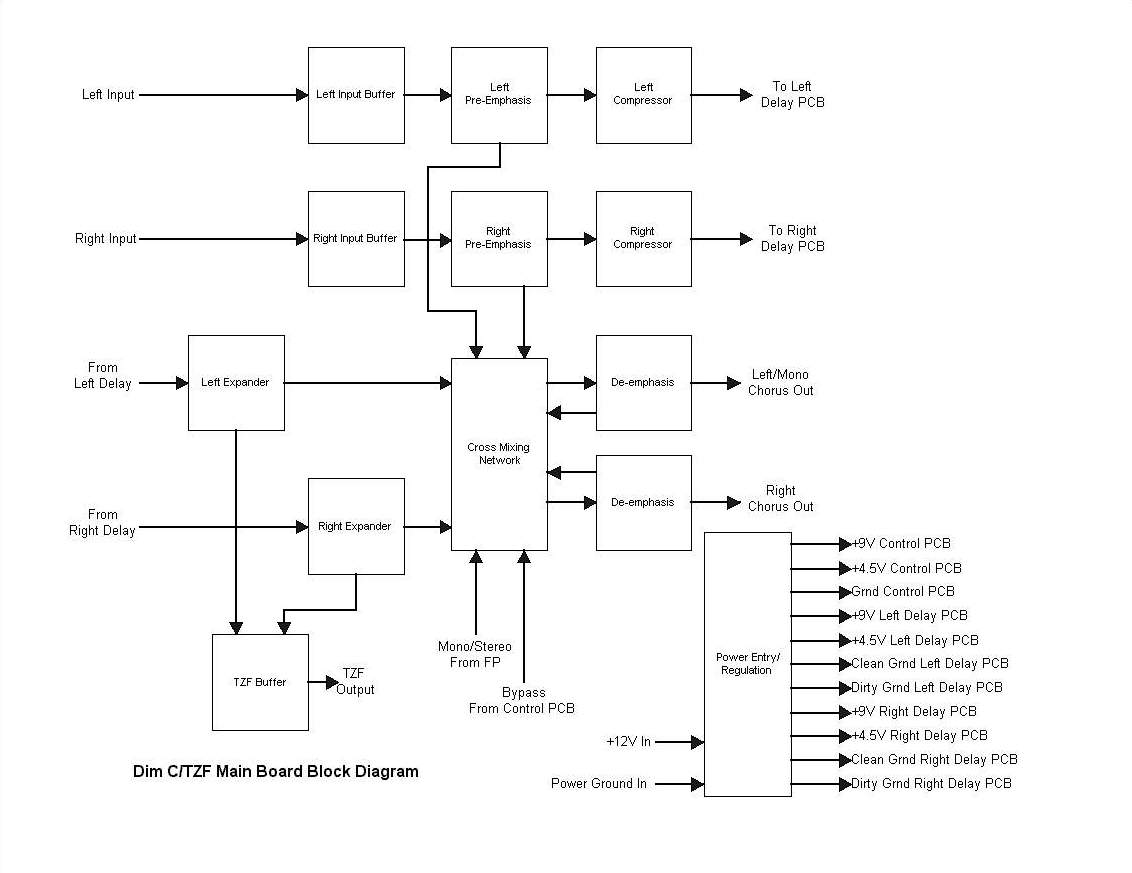 Left Input
Left Input Buffer
Left
Pre-Emphasis
Left
Compressor
To Left
Delay PCB
Right Input
Right Input Buffer
Right
Pre-Emphasis
Right
Compressor
To Right
Delay PCB
From
Left Delay
Left Expander
Cross Mixing
Network
De-emphasis
Left/Mono
Chorus Out
From
Right Delay
Right Expander
De-emphasis
Right
Chorus Out
TZF Buffer
TZF
Output
Mono/Stereo
From FP
Bypass
From Control PCB
Power Entry/
Regulation
+12V In
Power Ground In
+9V Control PCB
+4.5V Control PCB
Grnd Control PCB
+9V Left Delay PCB
+4.5V Left Delay PCB
Clean Grnd Left Delay PCB
Dirty Grnd Left Delay PCB
+9V Right Delay PCB
+4.5V Right Delay PCB
Clean Grnd Right Delay PCB
Dirty Grnd Right Delay PCB
Dim C/TZF Main Board Block Diagram